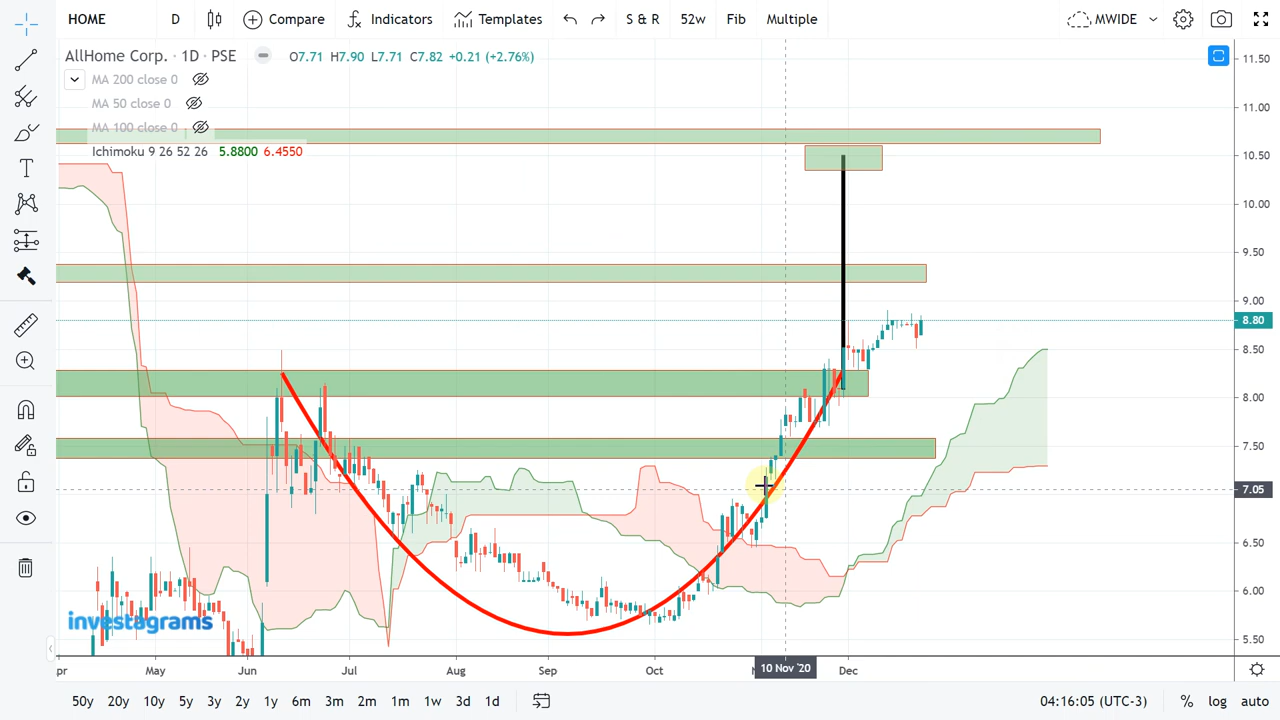 HOME D Compare Indicators Templates S & R 52w Fib Multiple MWIDE
AllHome Corp. · 1D · PSE O7.71 H7.90 L7.71 C7.82 +0.21 (+2.76%)
MA 200 close 0
MA 50 close 0
MA 100 close 0
Ichimoku 9 26 52 26 5.8800 6.4550
11.50
11.00
10.50
10.00
9.50
9.00
8.80
8.50
8.00
7.50
7.05
6.50
6.00
5.50
investagrams
pr May Jun Jul Aug Sep Oct 10 Nov '20 Dec
50y 20y 10y 5y 3y 2y 1y 6m 3m 2m 1m 1w 3d 1d 04:16:05 (UTC-3) % log auto